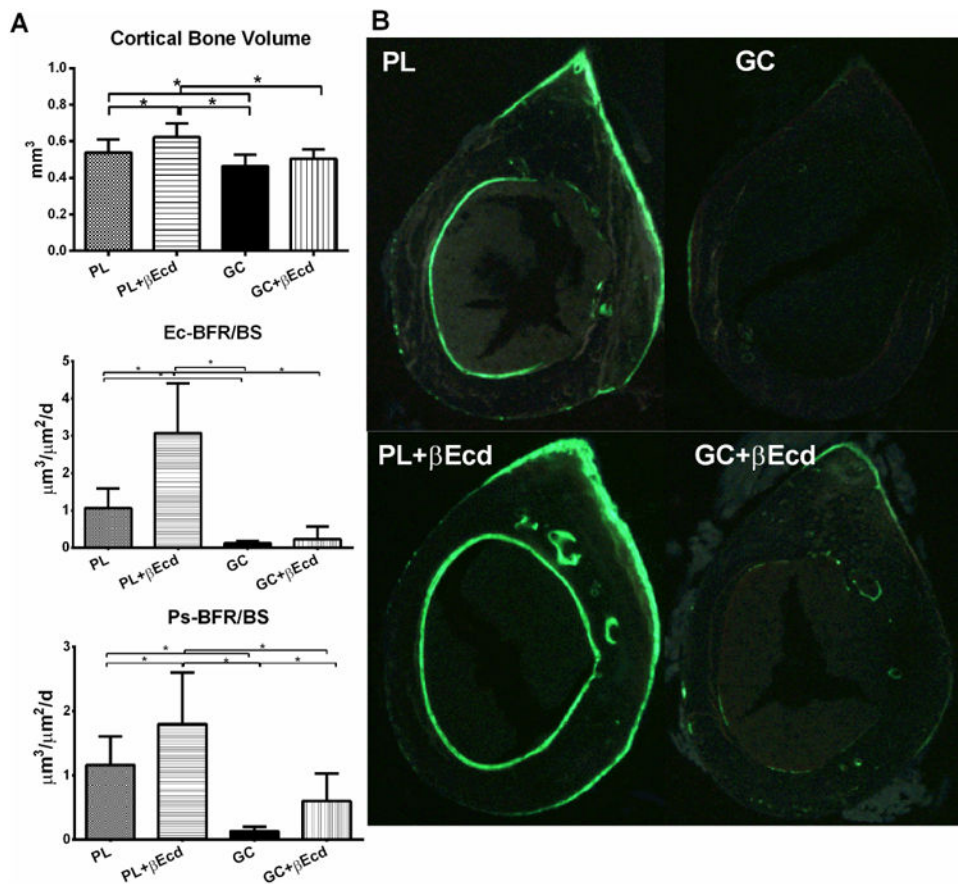 A
Cortical Bone Volume
1.0
0.8
0.6
0.4
0.2
0.0
mm³
* *
* *
PL
PL+βEcd
GC
GC+βEcd
Ec-BFR/BS
5
4
3
2
1
0
μm³/μm²/d
* *
* *
PL
PL+βEcd
GC
GC+βEcd
Ps-BFR/BS
3
2
1
0
μm³/μm²/d
* *
* * *
PL
PL+βEcd
GC
GC+βEcd
B
PL
GC
PL+βEcd
GC+βEcd